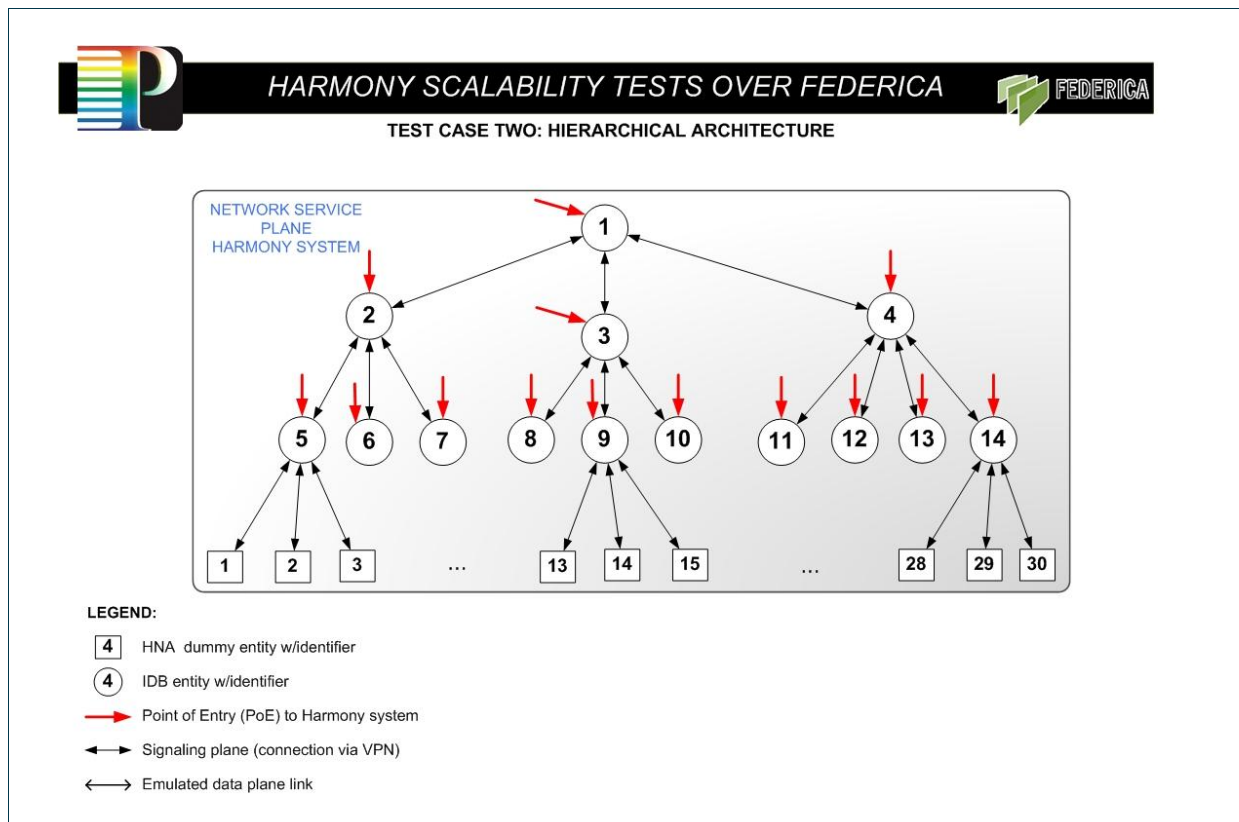 HARMONY SCALABILITY TESTS OVER FEDERICA
FEDERICA
TEST CASE TWO: HIERARCHICAL ARCHITECTURE
NETWORK SERVICE
PLANE
HARMONY SYSTEM
1
2
3
4
5
6
7
8
9
10
11
12
13
14
1
2
3
...
13
14
15
...
28
29
30
LEGEND:
4
HNA dummy entity w/identifier
4
IDB entity w/identifier
Point of Entry (PoE) to Harmony system
Signaling plane (connection via VPN)
Emulated data plane link